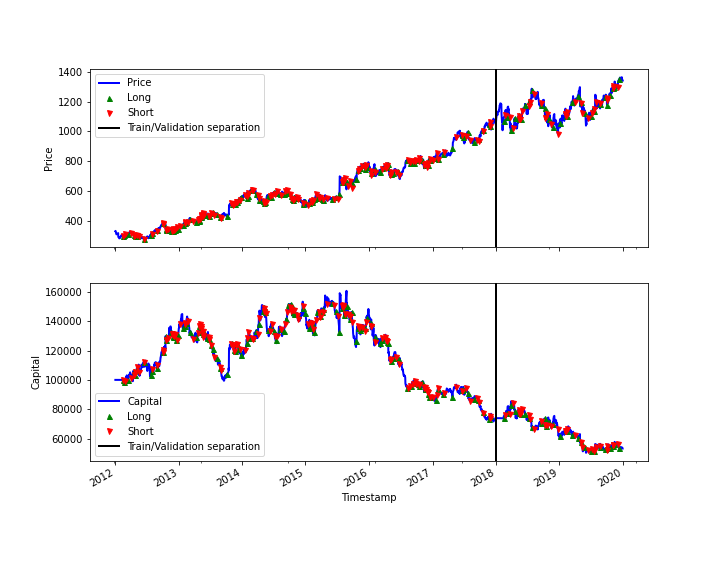 1400
1200
1000
800
600
400
Price
Price
Long
Short
Train/Validation separation
160000
140000
120000
100000
80000
60000
Capital
Capital
Long
Short
Train/Validation separation
2012 2013 2014 2015 2016 2017 2018 2019 2020
Timestamp